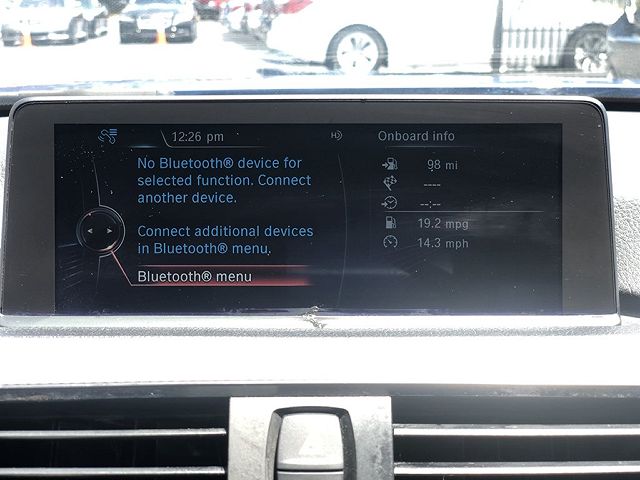 12:26 pm
HD
Onboard info
No Bluetooth® device for
selected function. Connect
another device.
Connect additional devices
in Bluetooth® menu.
Bluetooth® menu
98 mi
----
--:--
19.2 mpg
14.3 mph